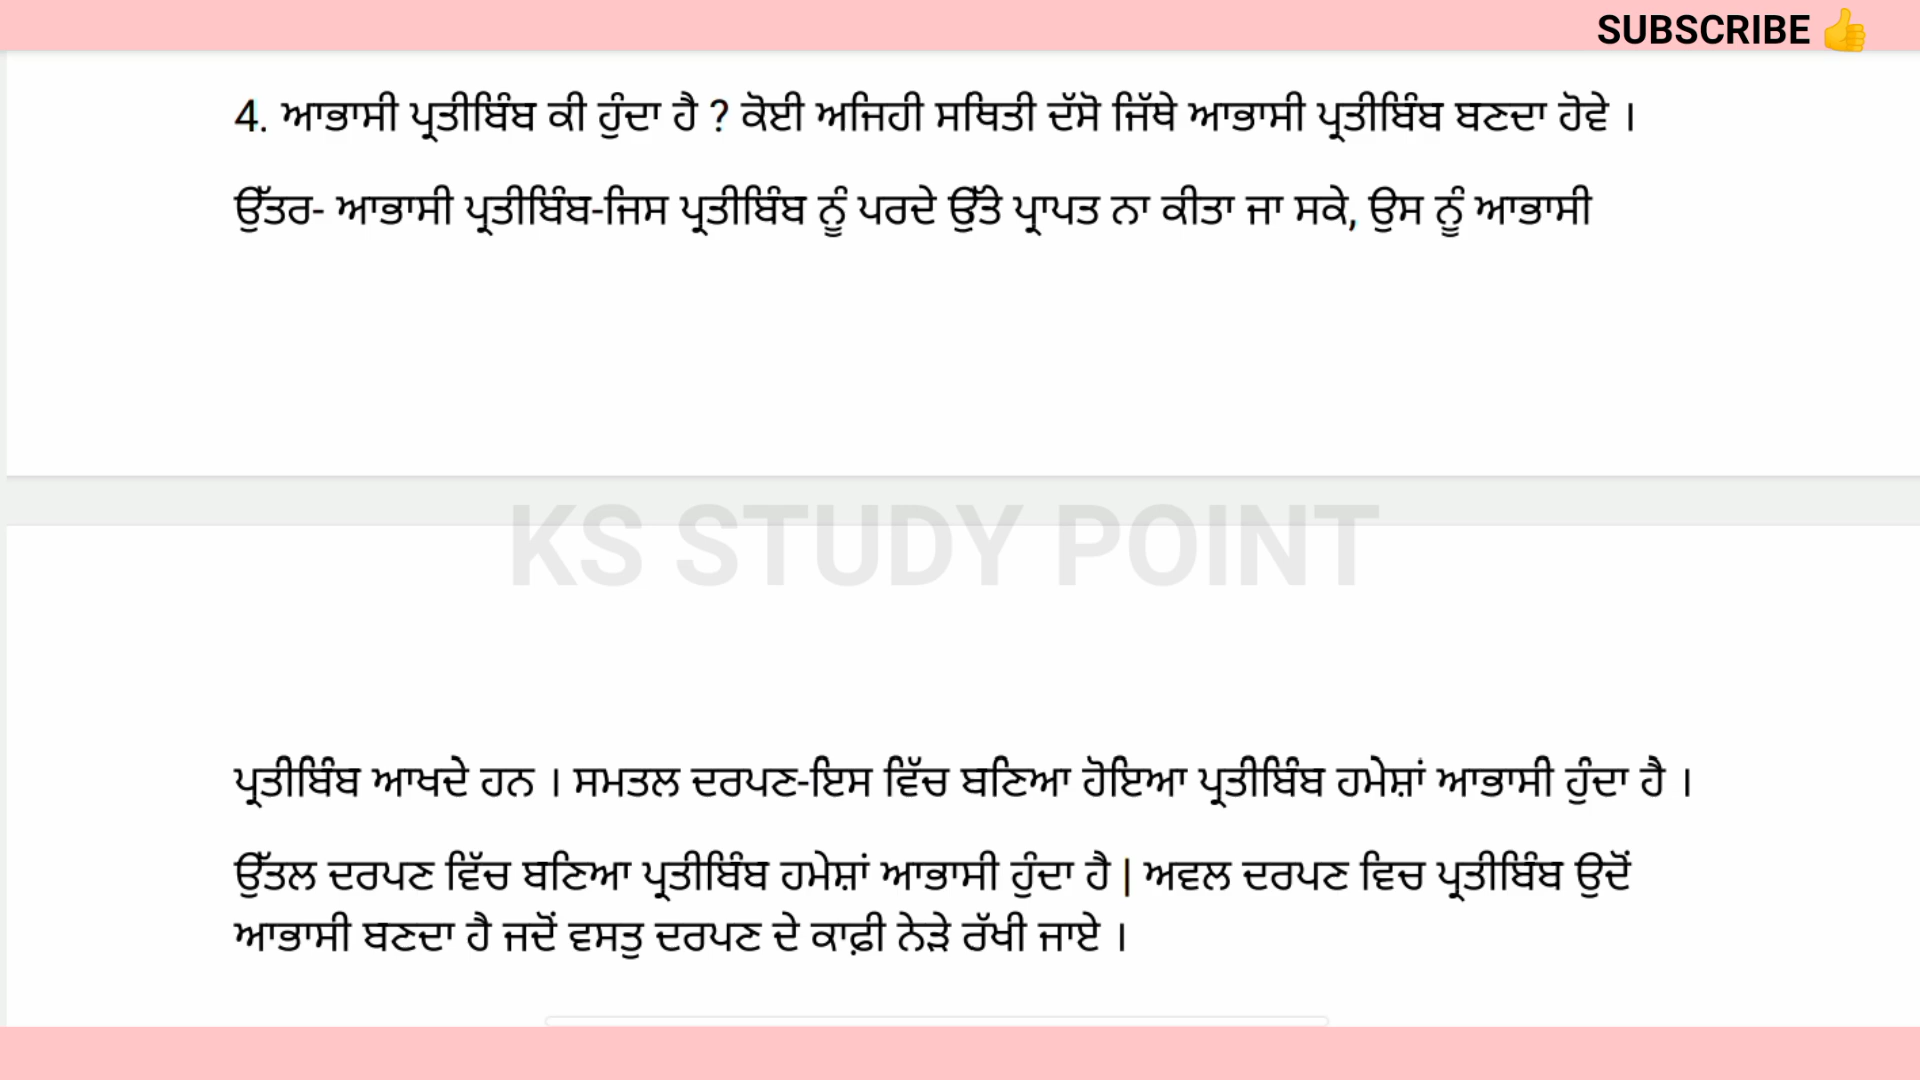 SUBSCRIBE 👍
4. ਆਭਾਸੀ ਪ੍ਰਤੀਬਿੰਬ ਕੀ ਹੁੰਦਾ ਹੈ ? ਕੋਈ ਅਜਿਹੀ ਸਥਿਤੀ ਦੱਸੋ ਜਿੱਥੇ ਆਭਾਸੀ ਪ੍ਰਤੀਬਿੰਬ ਬਣਦਾ ਹੋਵੇ ।
ਉੱਤਰ- ਆਭਾਸੀ ਪ੍ਰਤੀਬਿੰਬ-ਜਿਸ ਪ੍ਰਤੀਬਿੰਬ ਨੂੰ ਪਰਦੇ ਉੱਤੇ ਪ੍ਰਾਪਤ ਨਾ ਕੀਤਾ ਜਾ ਸਕੇ, ਉਸ ਨੂੰ ਆਭਾਸੀ
KS STUDY POINT
ਪ੍ਰਤੀਬਿੰਬ ਆਖਦੇ ਹਨ । ਸਮਤਲ ਦਰਪਣ-ਇਸ ਵਿੱਚ ਬਣਿਆ ਹੋਇਆ ਪ੍ਰਤੀਬਿੰਬ ਹਮੇਸ਼ਾਂ ਆਭਾਸੀ ਹੁੰਦਾ ਹੈ ।
ਉੱਤਲ ਦਰਪਣ ਵਿੱਚ ਬਣਿਆ ਪ੍ਰਤੀਬਿੰਬ ਹਮੇਸ਼ਾਂ ਆਭਾਸੀ ਹੁੰਦਾ ਹੈ | ਅਵਲ ਦਰਪਣ ਵਿਚ ਪ੍ਰਤੀਬਿੰਬ ਉਦੋਂ
ਆਭਾਸੀ ਬਣਦਾ ਹੈ ਜਦੋਂ ਵਸਤੁ ਦਰਪਣ ਦੇ ਕਾਫ਼ੀ ਨੇੜੇ ਰੱਖੀ ਜਾਏ ।